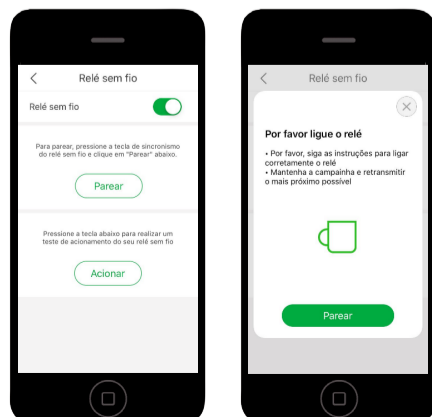 Relé sem fio
Relé sem fio
Para parear, pressione a tecla de sincronismo
do relé sem fio e clique em "Parear" abaixo.
Parear
Pressione a tecla abaixo para realizar um
teste de acionamento do seu relé sem fio
Acionar
Relé sem fio
Por favor ligue o relé
• Por favor, siga as instruções para ligar
corretamente o relé
• Mantenha a campainha e retransmitir
o mais próximo possível
Parear